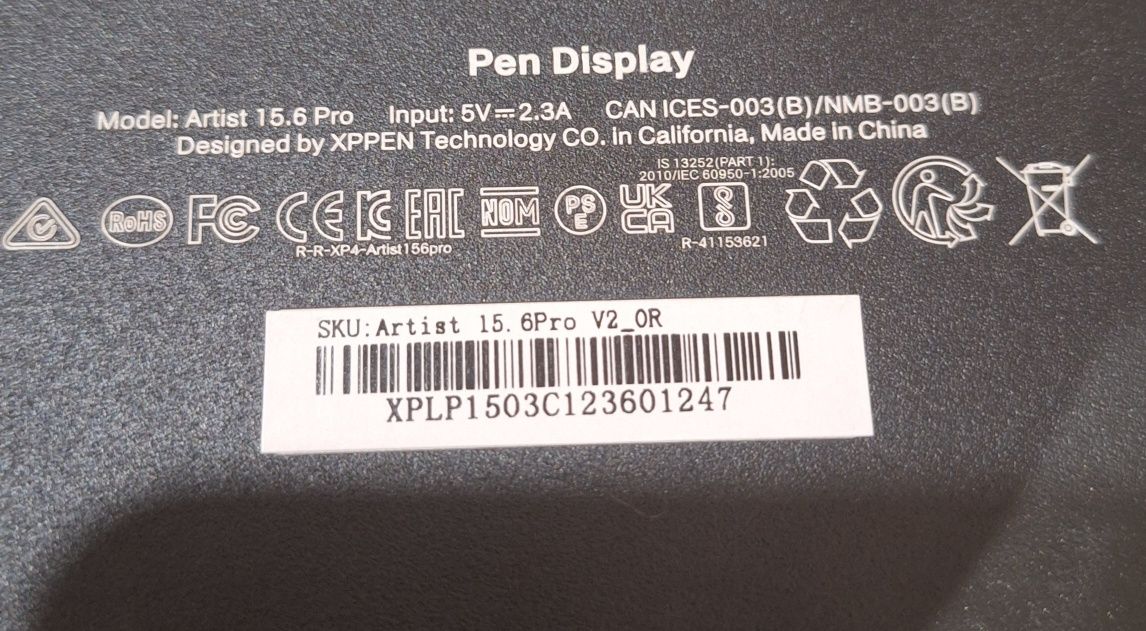 Pen Display
Model: Artist 15.6 Pro Input: 5V⎓2.3A CAN ICES-003(B)/NMB-003(B)
Designed by XPPEN Technology CO. in California, Made in China
IS 13252(PART 1):
2010/IEC 60950-1:2005
RoHS FC CE EAC NOM PSE UK CA
R-R-XP4-Artist156pro
R-41153621
SKU:Artist 15.6Pro V2_OR
XPLP1503C123601247